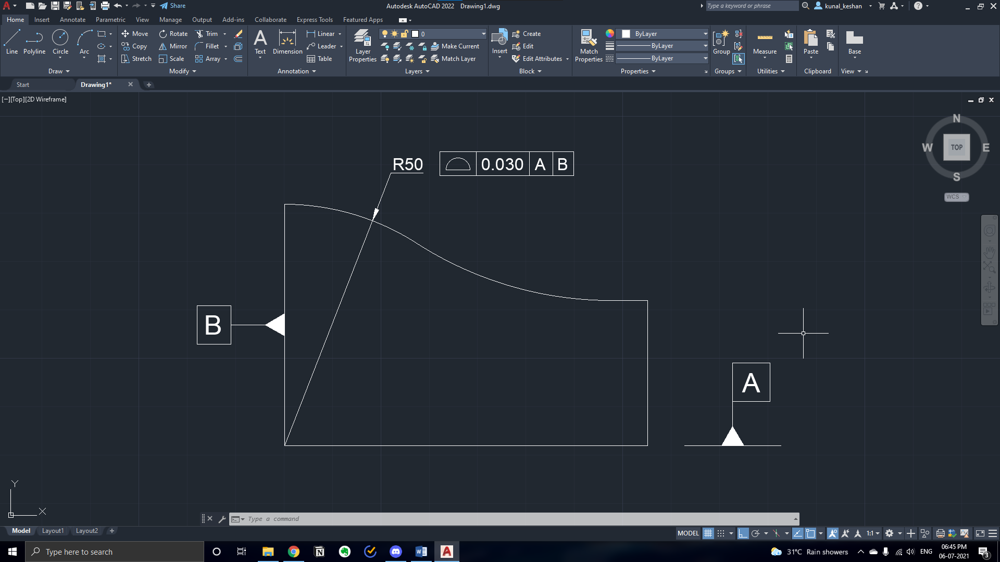 Share
Autodesk AutoCAD 2022 Drawing1.dwg
Type a keyword or phrase
kunal_keshan
Home Insert Annotate Parametric View Manage Output Add-ins Collaborate Express Tools Featured Apps
Line Polyline Circle Arc
Move Rotate Trim
Copy Mirror Fillet
Stretch Scale Array
Text Dimension
Linear
Leader
Table
Layer Properties
0
Make Current
Match Layer
Insert
Create
Edit
Edit Attributes
Match Properties
ByLayer
ByLayer
ByLayer
Group
Measure
Paste
Base
Draw Modify Annotation Layers Block Properties Groups Utilities Clipboard View
Start Drawing1*
[−][Top][2D Wireframe]
N
W TOP E
S
WCS
R50 0.030 A B
B
A
Y
X
Type a command
Model Layout1 Layout2
MODEL 1:1
Type here to search
31°C Rain showers
ENG
06:45 PM
06-07-2021
3